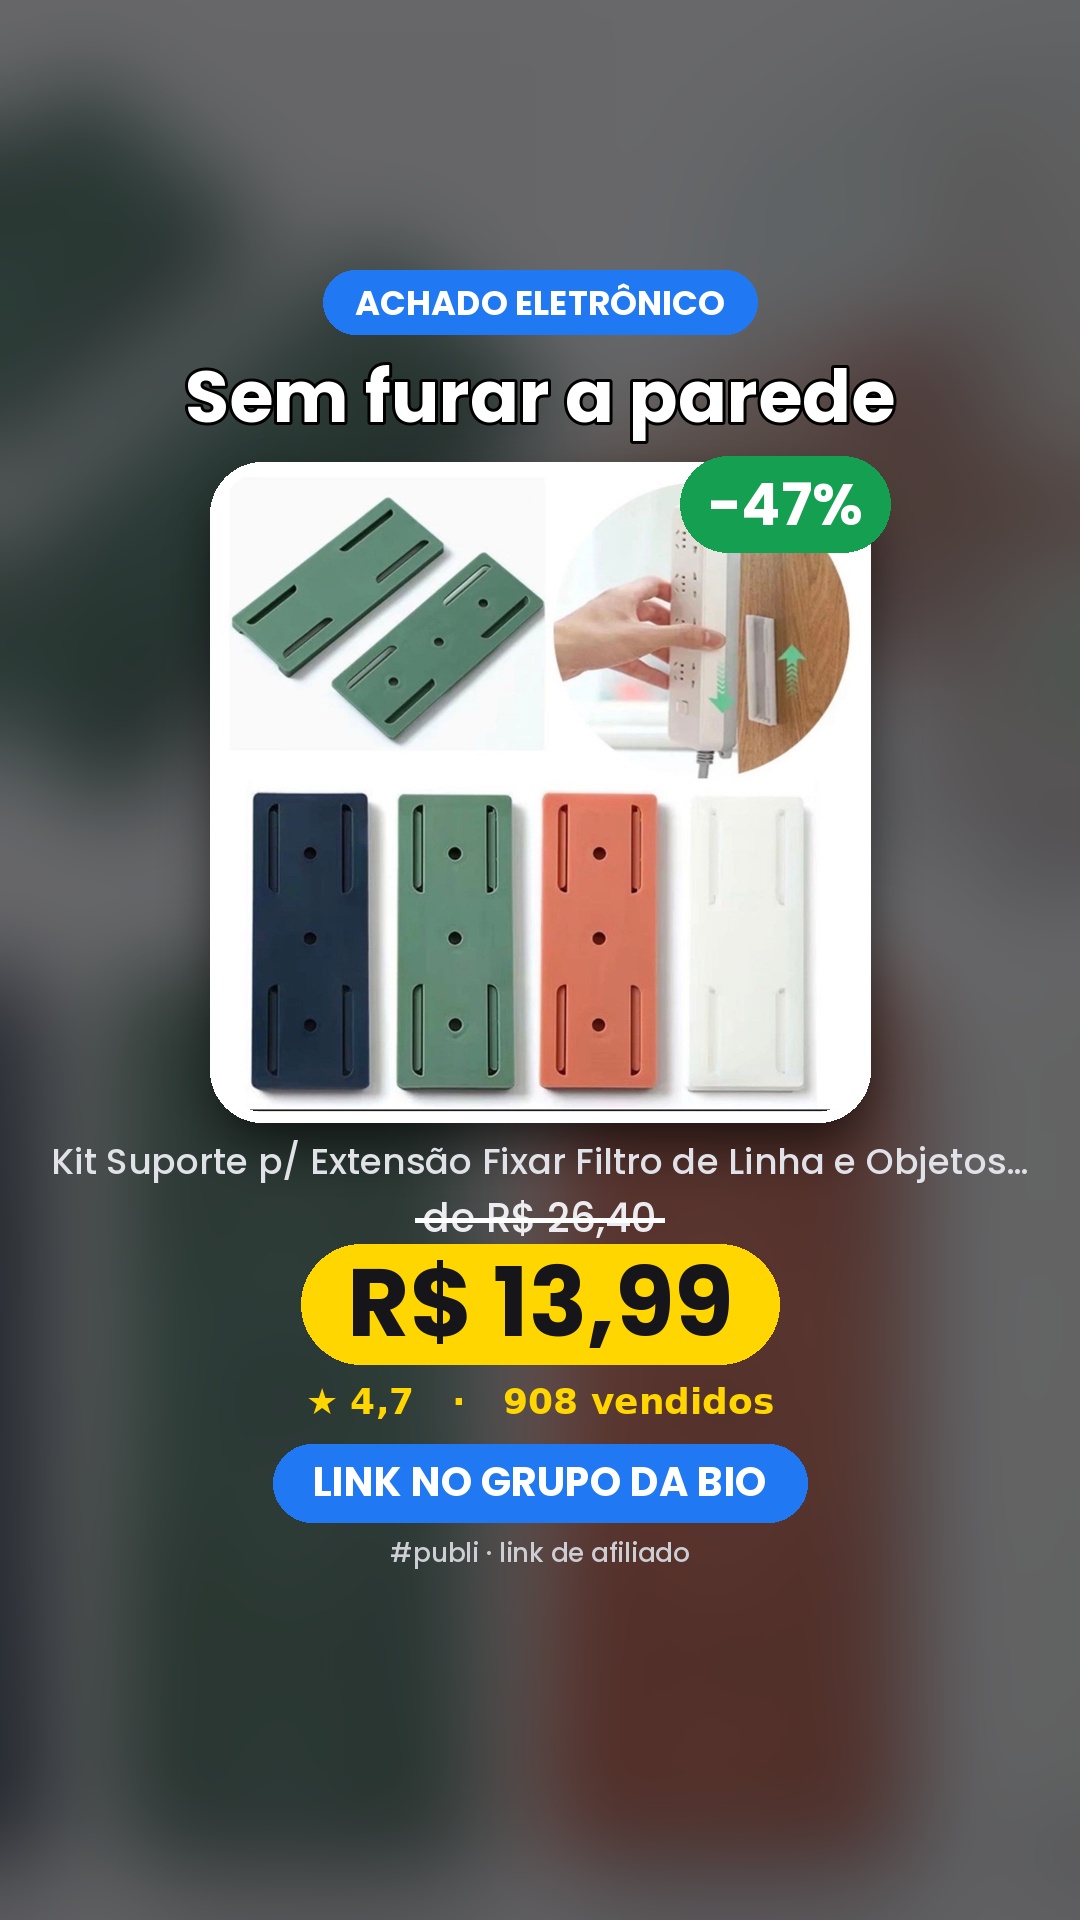 ACHADO ELETRÔNICO
Sem furar a parede
-47%
Kit Suporte p/ Extensão Fixar Filtro de Linha e Objetos...
de R$ 26,40
R$ 13,99
★ 4,7 · 908 vendidos
LINK NO GRUPO DA BIO
#publi · link de afiliado